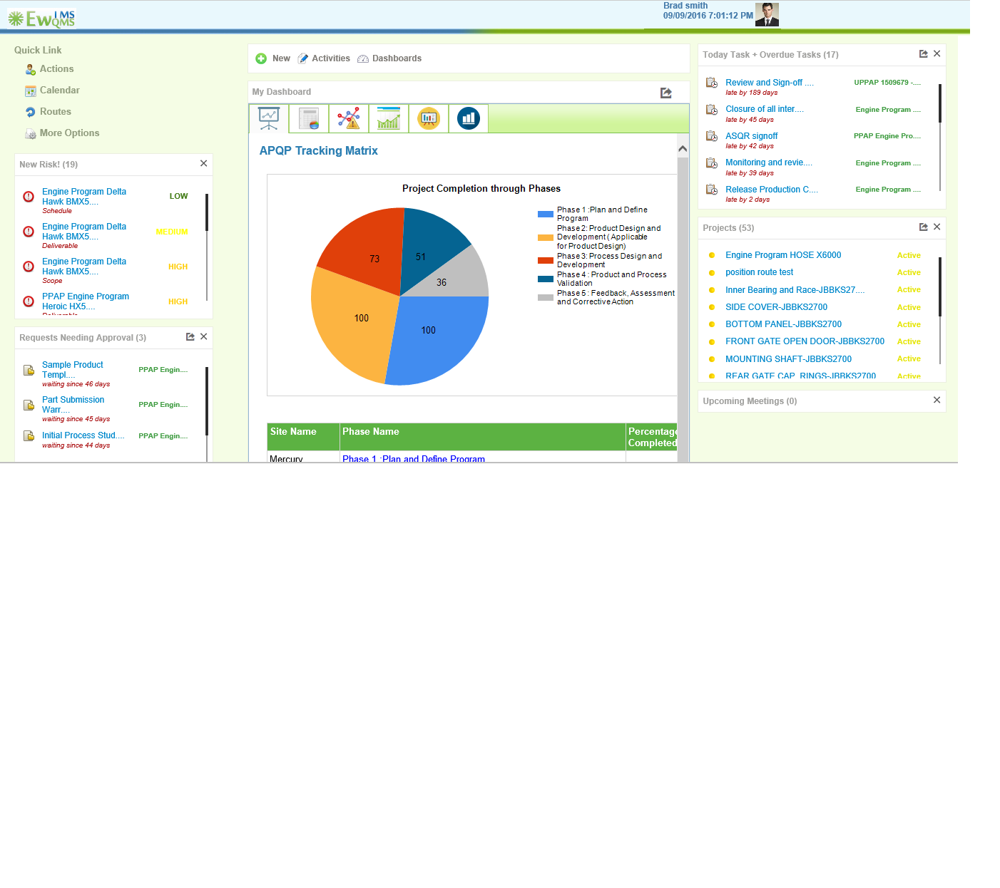 Ew I MS
QMS
Brad smith
09/09/2016 7:01:12 PM
Quick Link
Actions
Calendar
Routes
More Options
New Risk! (19)
Engine Program Delta
Hawk BMX5.... LOW
Schedule
Engine Program Delta
Hawk BMX5.... MEDIUM
Deliverable
Engine Program Delta
Hawk BMX5.... HIGH
Scope
PPAP Engine Program
Heroic HX5.... HIGH
Deliverable
Requests Needing Approval (3)
Sample Product
Templ.... PPAP Engin....
waiting since 46 days
Part Submission
Warr.... PPAP Engin....
waiting since 45 days
Initial Process Stud.... PPAP Engin....
waiting since 44 days
New Activities Dashboards
My Dashboard
APQP Tracking Matrix
Project Completion through Phases
73
51
36
100
100
Phase 1 :Plan and Define
Program
Phase 2: Product Design and
Development ( Applicable
for Product Design)
Phase 3: Process Design and
Development
Phase 4 : Product and Process
Validation
Phase 5 : Feedback, Assessment
and Corrective Action
Site Name Phase Name Percentage
Completed
Mercury Phase 1 :Plan and Define Program
Today Task + Overdue Tasks (17)
Review and Sign-off .... UPPAP 1509679 -....
late by 189 days
Closure of all inter.... Engine Program ....
late by 45 days
ASQR signoff PPAP Engine Pro....
late by 42 days
Monitoring and revie.... Engine Program ....
late by 39 days
Release Production C.... Engine Program ....
late by 2 days
Projects (53)
Engine Program HOSE X6000 Active
position route test Active
Inner Bearing and Race-JBBKS27.... Active
SIDE COVER-JBBKS2700 Active
BOTTOM PANEL-JBBKS2700 Active
FRONT GATE OPEN DOOR-JBBKS2700 Active
MOUNTING SHAFT-JBBKS2700 Active
REAR GATE CAP RINGS-JBBKS2700 Active
Upcoming Meetings (0)